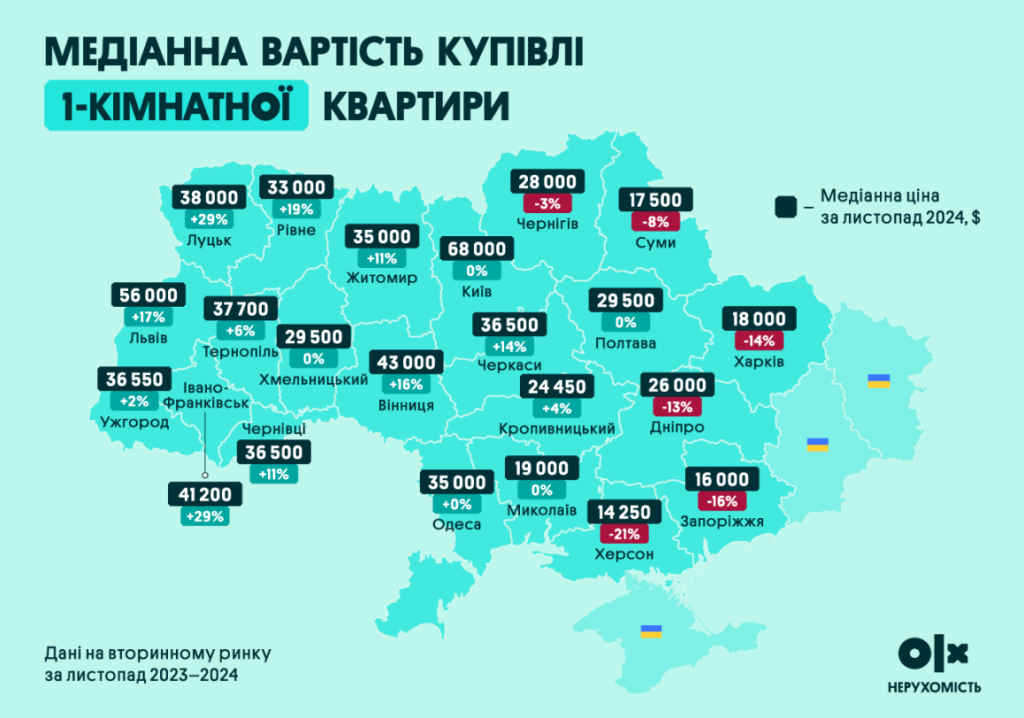 МЕДІАННА ВАРТІСТЬ КУПІВЛІ
1-КІМНАТНОЇ КВАРТИРИ
Медіанна ціна
за листопад 2024, $
38 000
+29%
Луцьк
33 000
+19%
Рівне
35 000
+11%
Житомир
68 000
0%
Київ
28 000
-3%
Чернігів
17 500
-8%
Суми
56 000
+17%
Львів
37 700
+6%
Тернопіль
29 500
0%
Хмельницький
43 000
+16%
Вінниця
36 500
+14%
Черкаси
29 500
0%
Полтава
18 000
-14%
Харків
36 550
+2%
Ужгород
Івано-
Франківськ
41 200
+29%
Чернівці
36 500
+11%
24 450
+4%
Кропивницький
26 000
-13%
Дніпро
35 000
+0%
Одеса
19 000
0%
Миколаїв
14 250
-21%
Херсон
16 000
-16%
Запоріжжя
Дані на вторинному ринку
за листопад 2023–2024
olx
НЕРУХОМІСТЬ